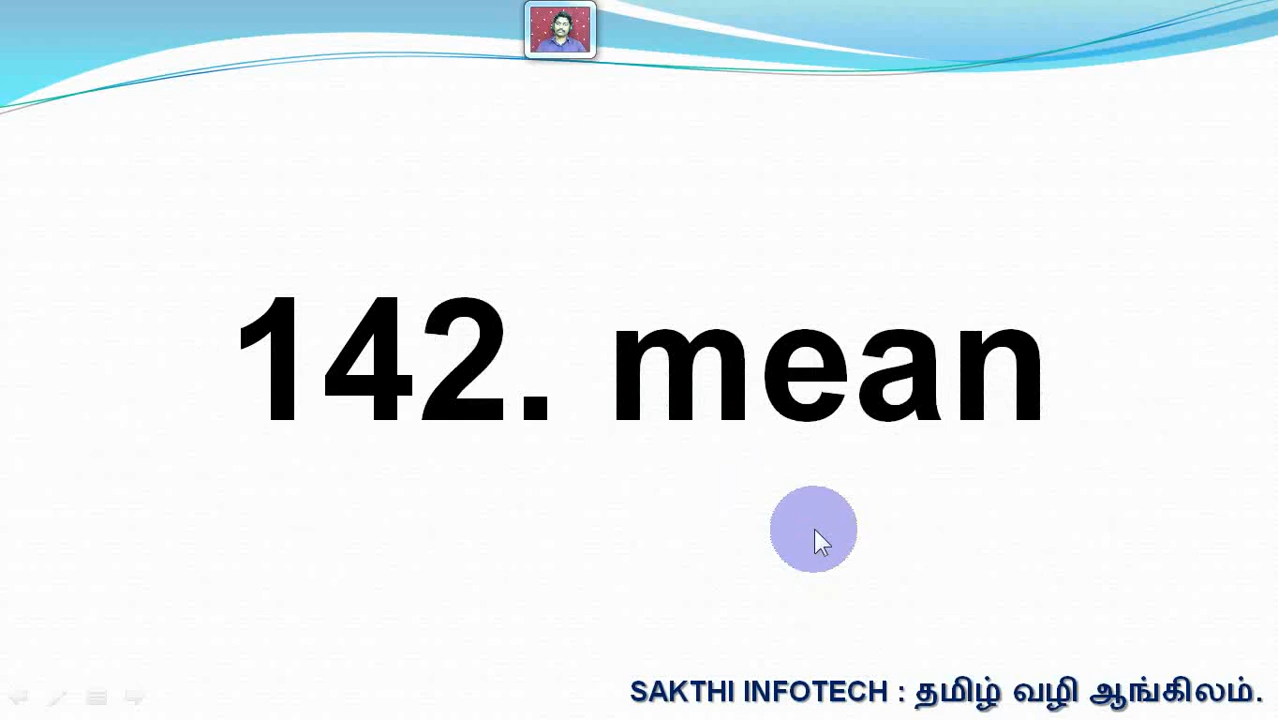 142. mean
SAKTHI INFOTECH : தமிழ் வழி ஆங்கிலம்.